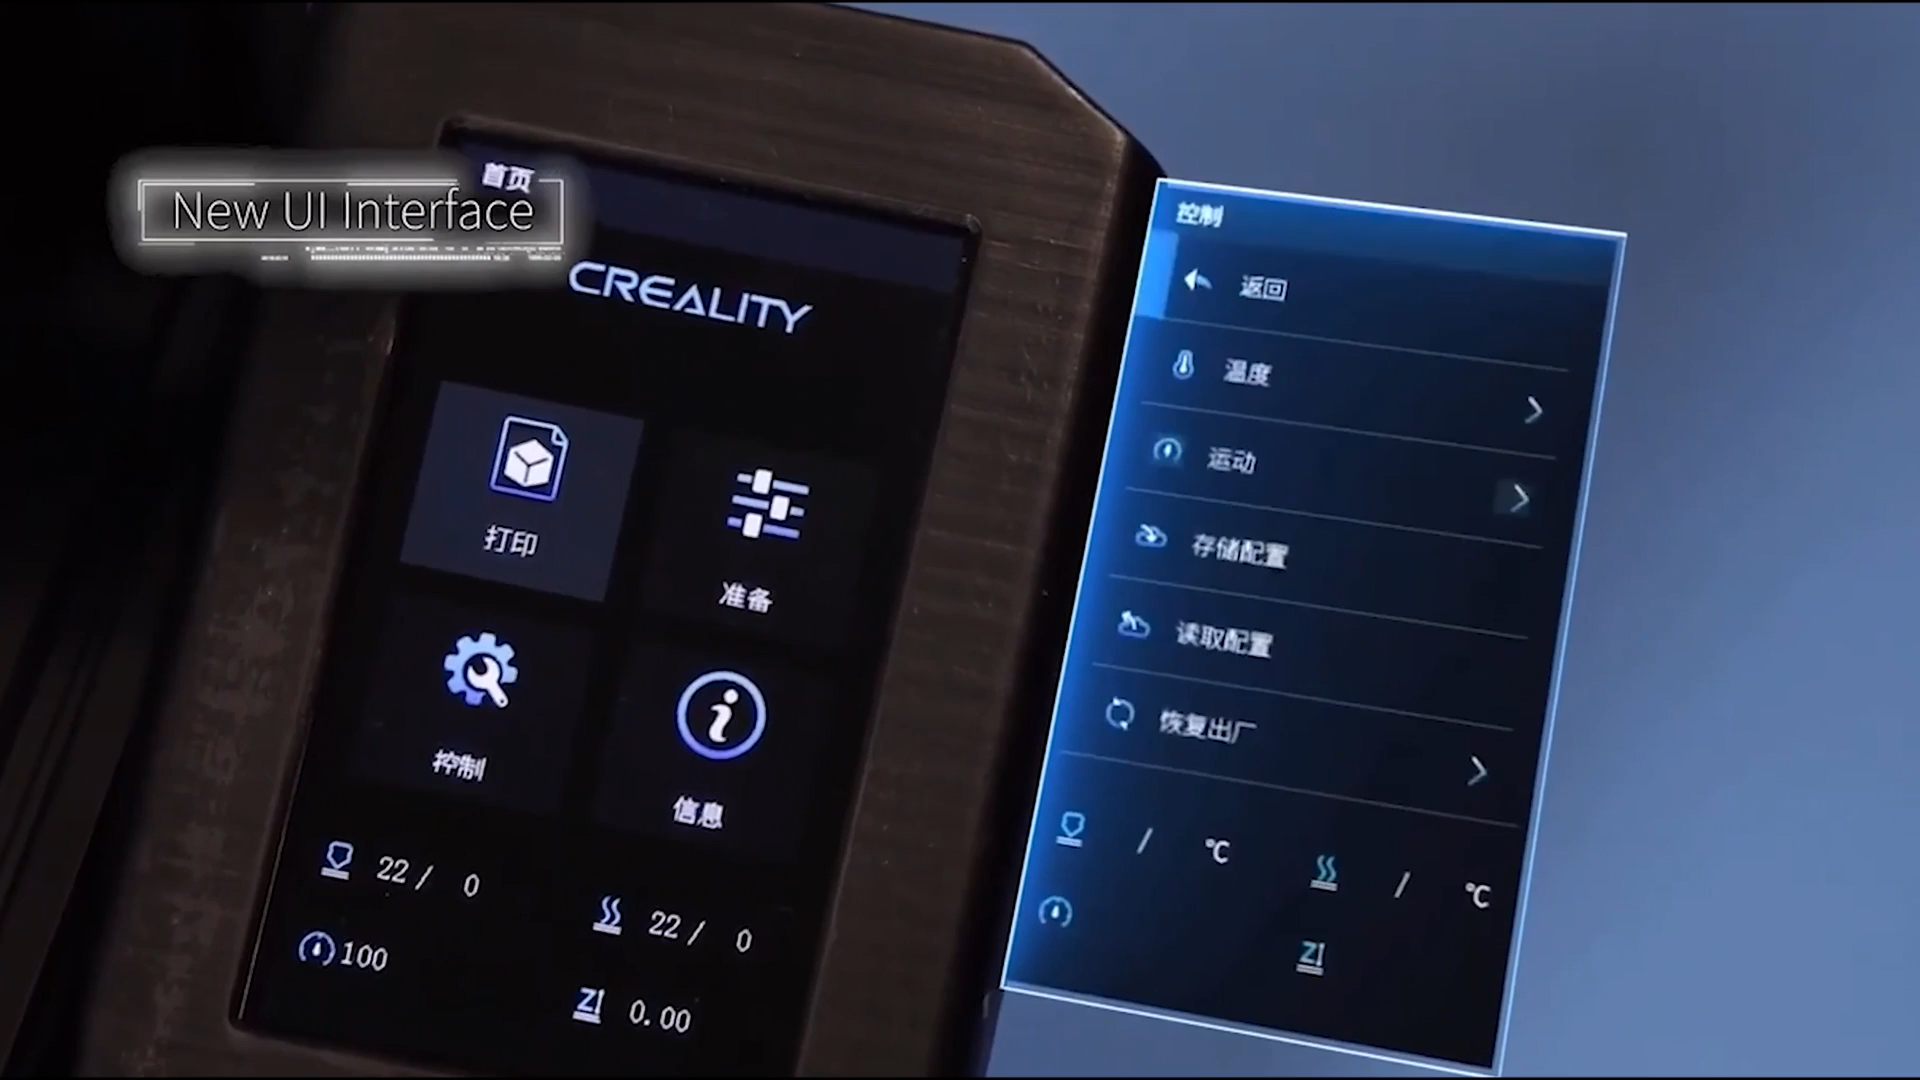 首页
New UI Interface
CREALITY
打印
准备
控制
信息
22 / 0
22 / 0
100
0.00
控制
返回
温度
运动
存储配置
读取配置
恢复出厂
/ ℃
/ ℃